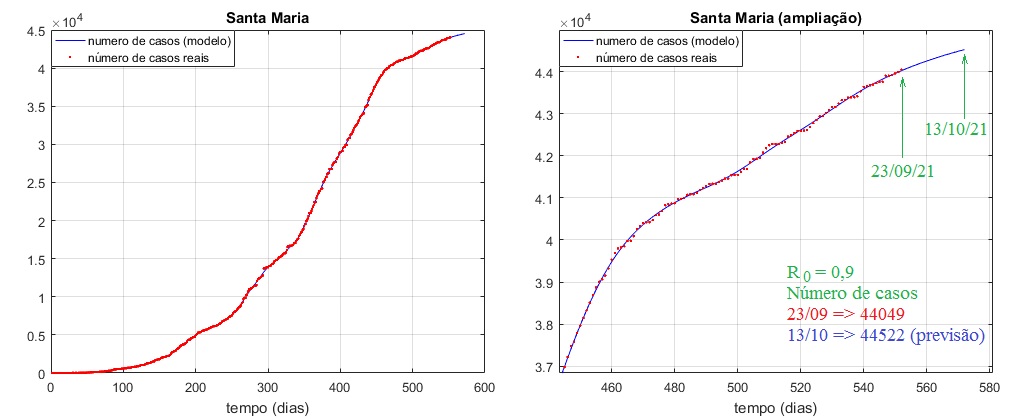 Santa Maria
×10⁴
numero de casos (modelo)
número de casos reais
4.5
4
3.5
3
2.5
2
1.5
1
0.5
0
0 100 200 300 400 500 600
tempo (dias)
Santa Maria (ampliação)
×10⁴
numero de casos (modelo)
número de casos reais
4.4
4.3
4.2
4.1
4
3.9
3.8
3.7
13/10/21
23/09/21
R0 = 0,9
Número de casos
23/09 => 44049
13/10 => 44522 (previsão)
460 480 500 520 540 560 580
tempo (dias)